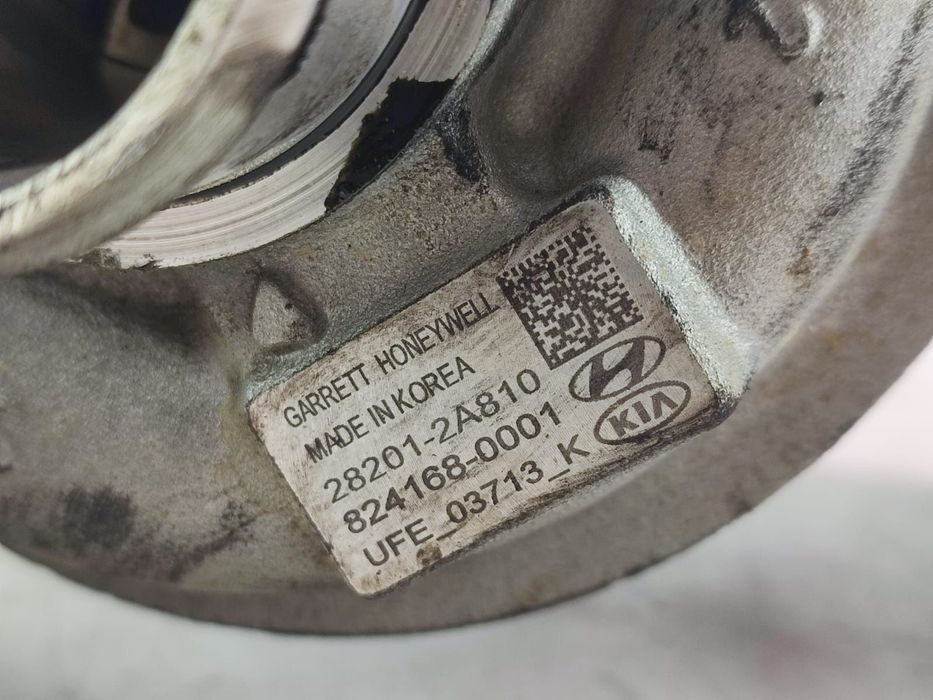 GARRETT HONEYWELL
MADE IN KOREA
28201-2A810
824168-0001
UFE_03713_K
KIA